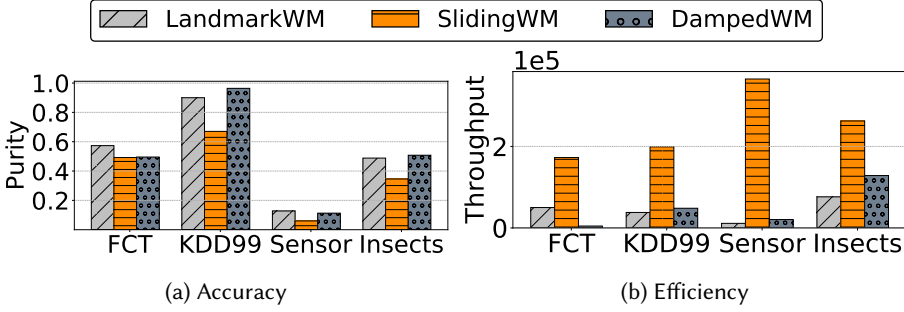 LandmarkWM SlidingWM DampedWM
Purity
1.0
0.8
0.6
0.4
0.2
FCT KDD99 Sensor Insects
(a) Accuracy
1e5
Throughput
2
0
FCT KDD99 Sensor Insects
(b) Efficiency